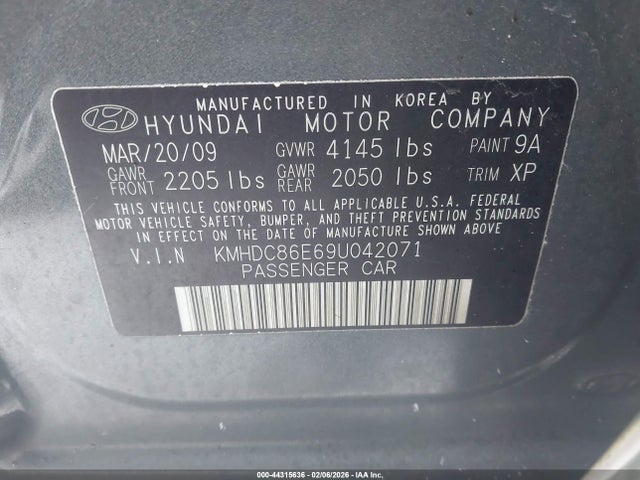 MANUFACTURED IN KOREA BY
HYUNDAI MOTOR COMPANY
MAR/20/09 GVWR 4145 lbs PAINT 9A
GAWR FRONT 2205 lbs GAWR REAR 2050 lbs TRIM XP
THIS VEHICLE CONFORMS TO ALL APPLICABLE U.S.A. FEDERAL
MOTOR VEHICLE SAFETY, BUMPER, AND THEFT PREVENTION STANDARDS
IN EFFECT ON THE DATE OF MANUFACTURE SHOWN ABOVE
V.I.N KMHDC86E69U042071
PASSENGER CAR
000-44315636 - 02/06/2026 - IAA, Inc.